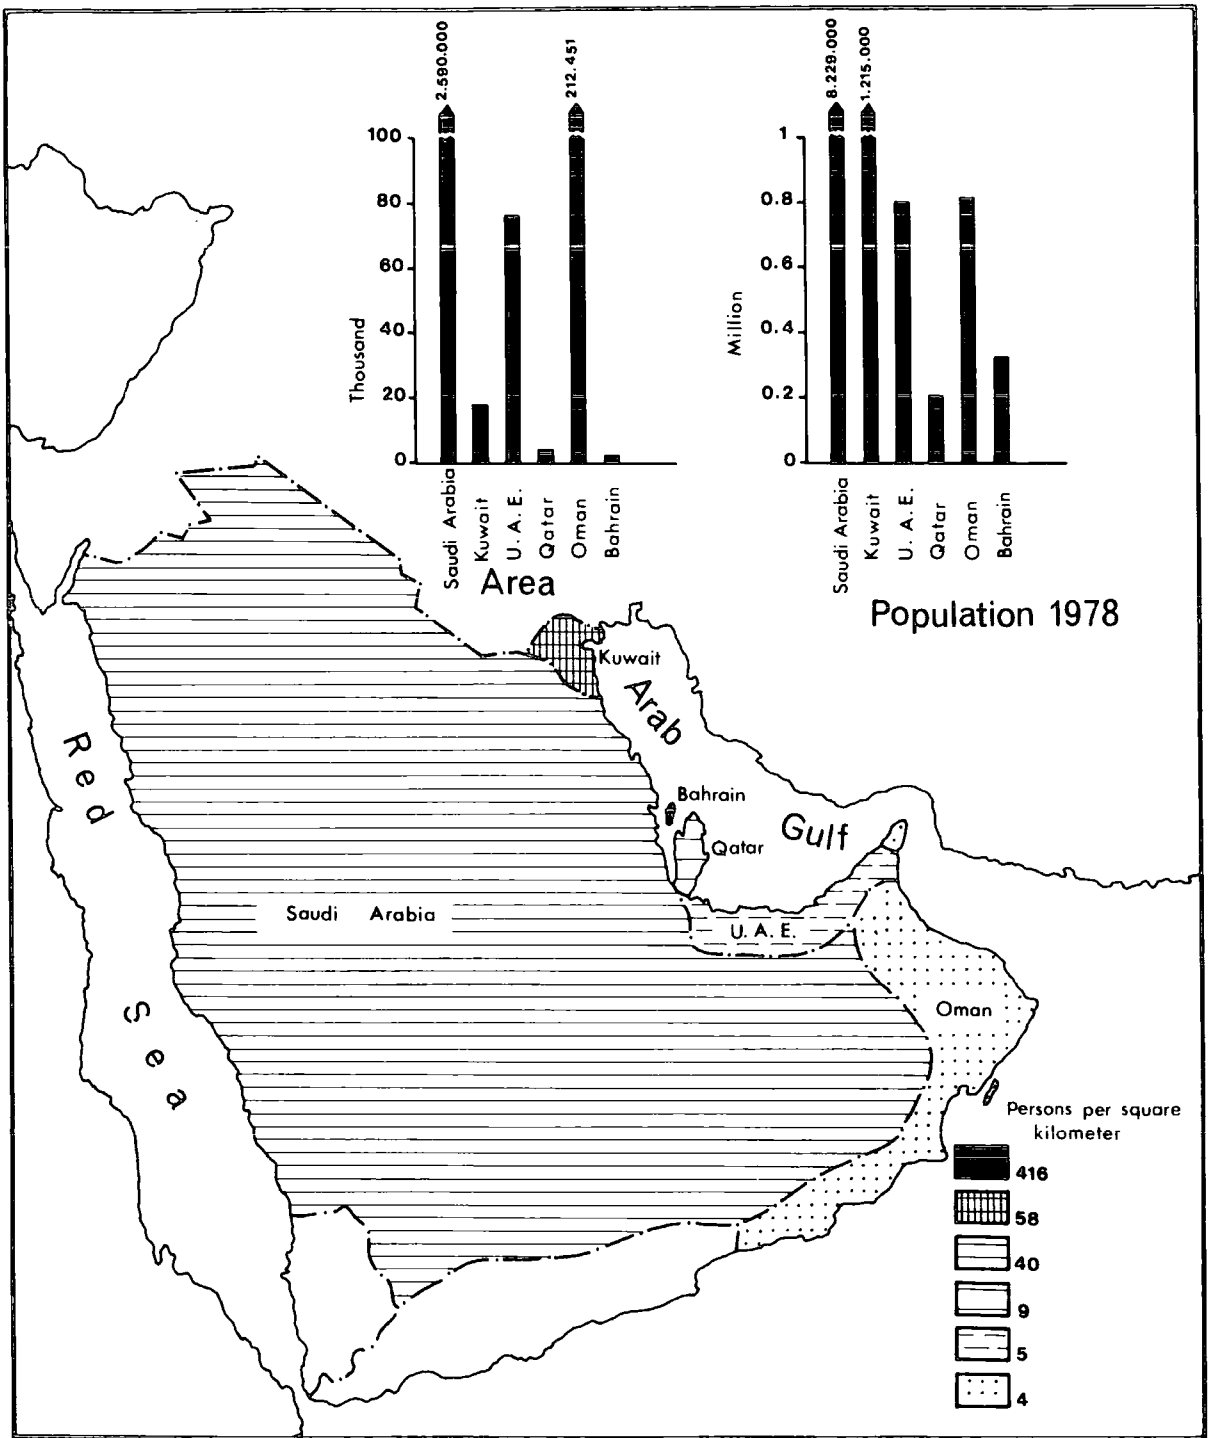 2.590.000
212.451
100
80
60
40
20
0
Thousand
Saudi Arabia
Kuwait
U. A. E.
Qatar
Oman
Bahrain
Area
8.229.000
1.215.000
1
0.8
0.6
0.4
0.2
0
Million
Saudi Arabia
Kuwait
U. A. E.
Qatar
Oman
Bahrain
Population 1978
Kuwait
Arab
Gulf
Bahrain
Qatar
Red
Sea
Saudi Arabia
U. A. E.
Oman
Persons per square
kilometer
416
58
40
9
5
4